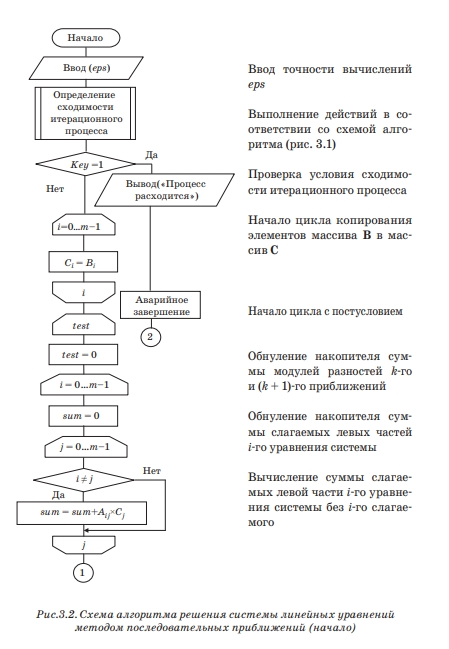 Начало
Ввод (eps)
Определение
сходимости
итерационного
процесса
Key =1
Да
Нет
Вывод(«Процесс
расходится»)
i=0...m−1
Ci = Bi
i
Аварийное
завершение
2
test
test = 0
i = 0...m−1
sum = 0
j = 0...m−1
i ≠ j
Нет
Да
sum = sum+Aij×Cj
j
1
Ввод точности вычислений
eps
Выполнение действий в со-
ответствии со схемой алго-
ритма (рис. 3.1)
Проверка условия сходимо-
сти итерационного процесса
Начало цикла копирования
элементов массива B в мас-
сив C
Начало цикла с постусловием
Обнуление накопителя сум-
мы модулей разностей k-го
и (k + 1)-го приближений
Обнуление накопителя сум-
мы слагаемых левых частей
i-го уравнения системы
Вычисление суммы слагае-
мых левой части i-го уравне-
ния системы без i-го слагае-
мого
Рис.3.2. Схема алгоритма решения системы линейных уравнений
методом последовательных приближений (начало)